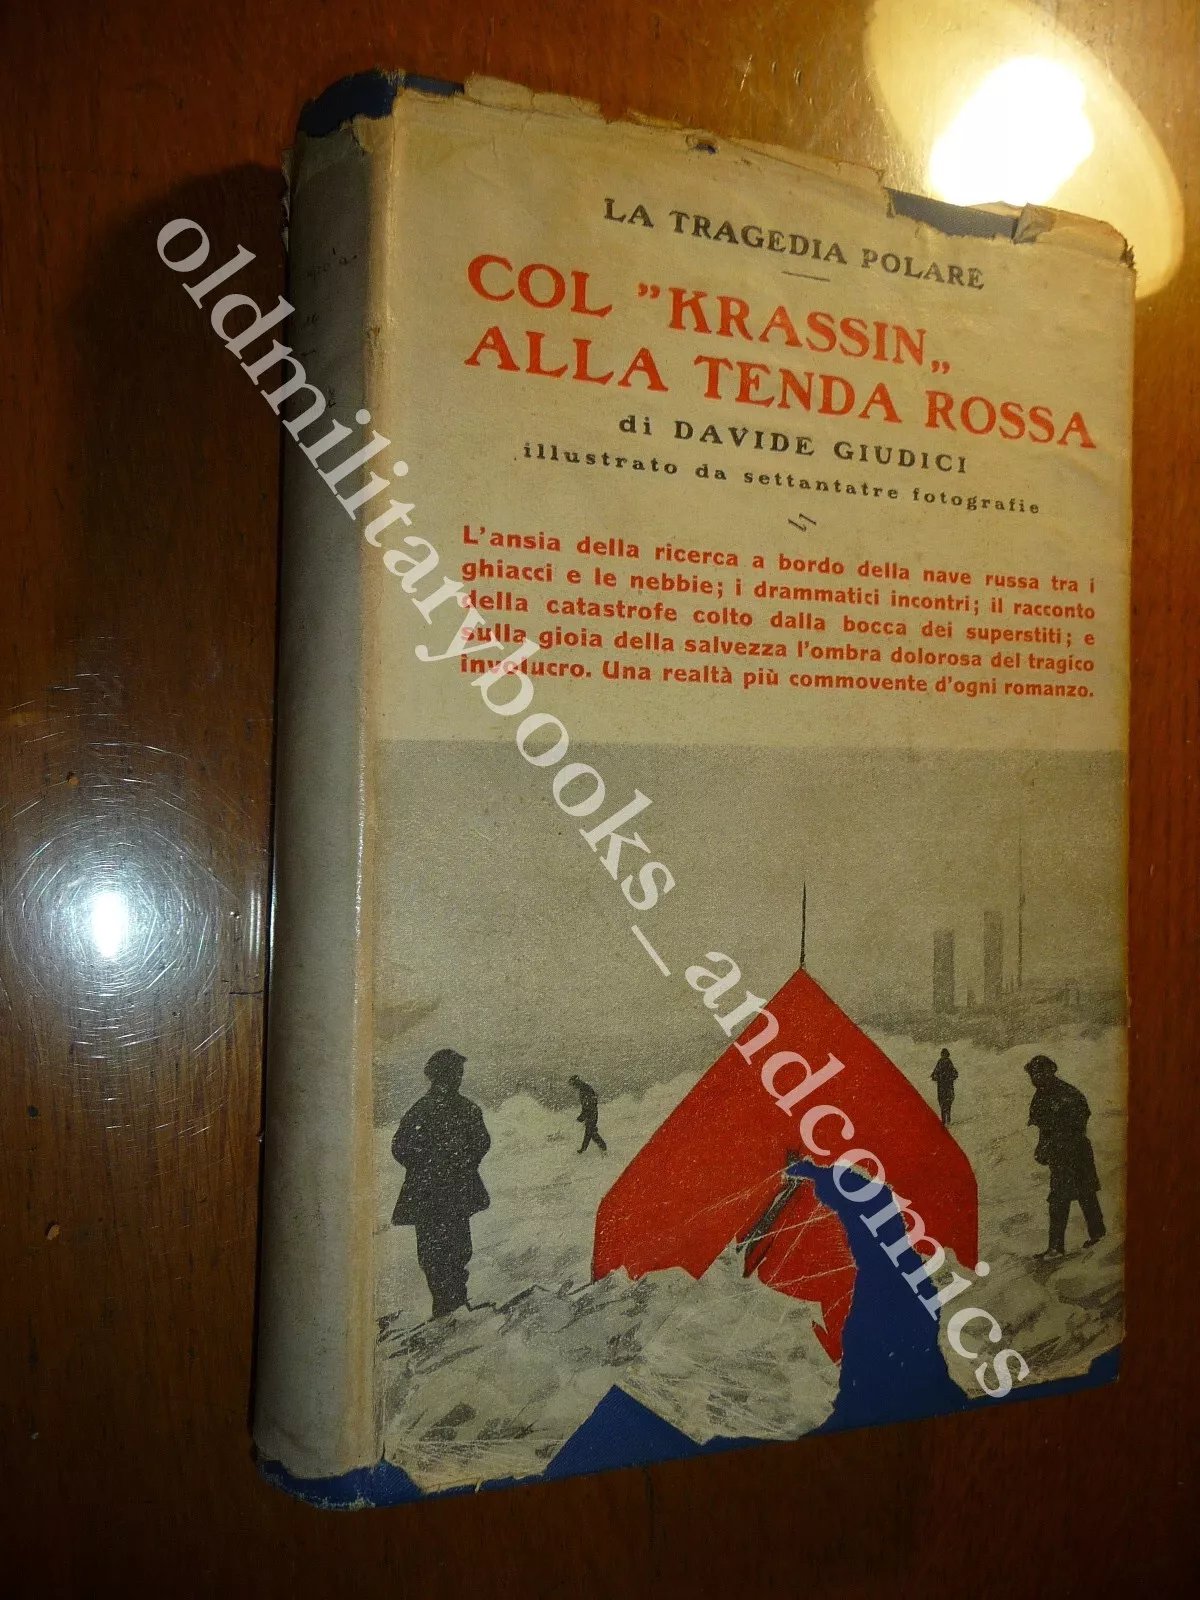 LA TRAGEDIA POLARE
COL "KRASSIN„
ALLA TENDA ROSSA
di DAVIDE GIUDICI
illustrato da settantatre fotografie
L'ansia della ricerca a bordo della nave russa tra i
ghiacci e le nebbie; i drammatici incontri; il racconto
della catastrofe colto dalla bocca dei superstiti; e
sulla gioia della salvezza l'ombra dolorosa del tragico
involucro. Una realtà più commovente d'ogni romanzo.
oldmilitarybooks_andcomics